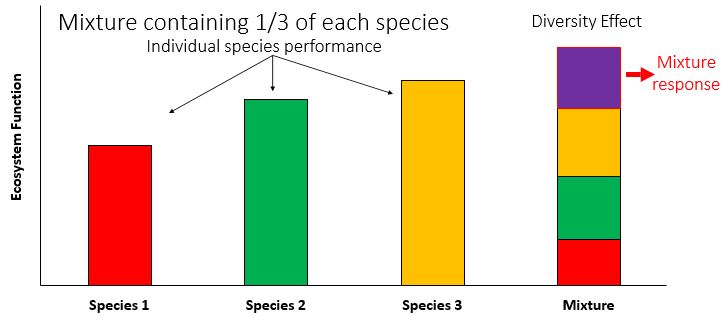 Mixture containing 1/3 of each species
Individual species performance
Diversity Effect
Mixture
response
Ecosystem Function
Species 1
Species 2
Species 3
Mixture